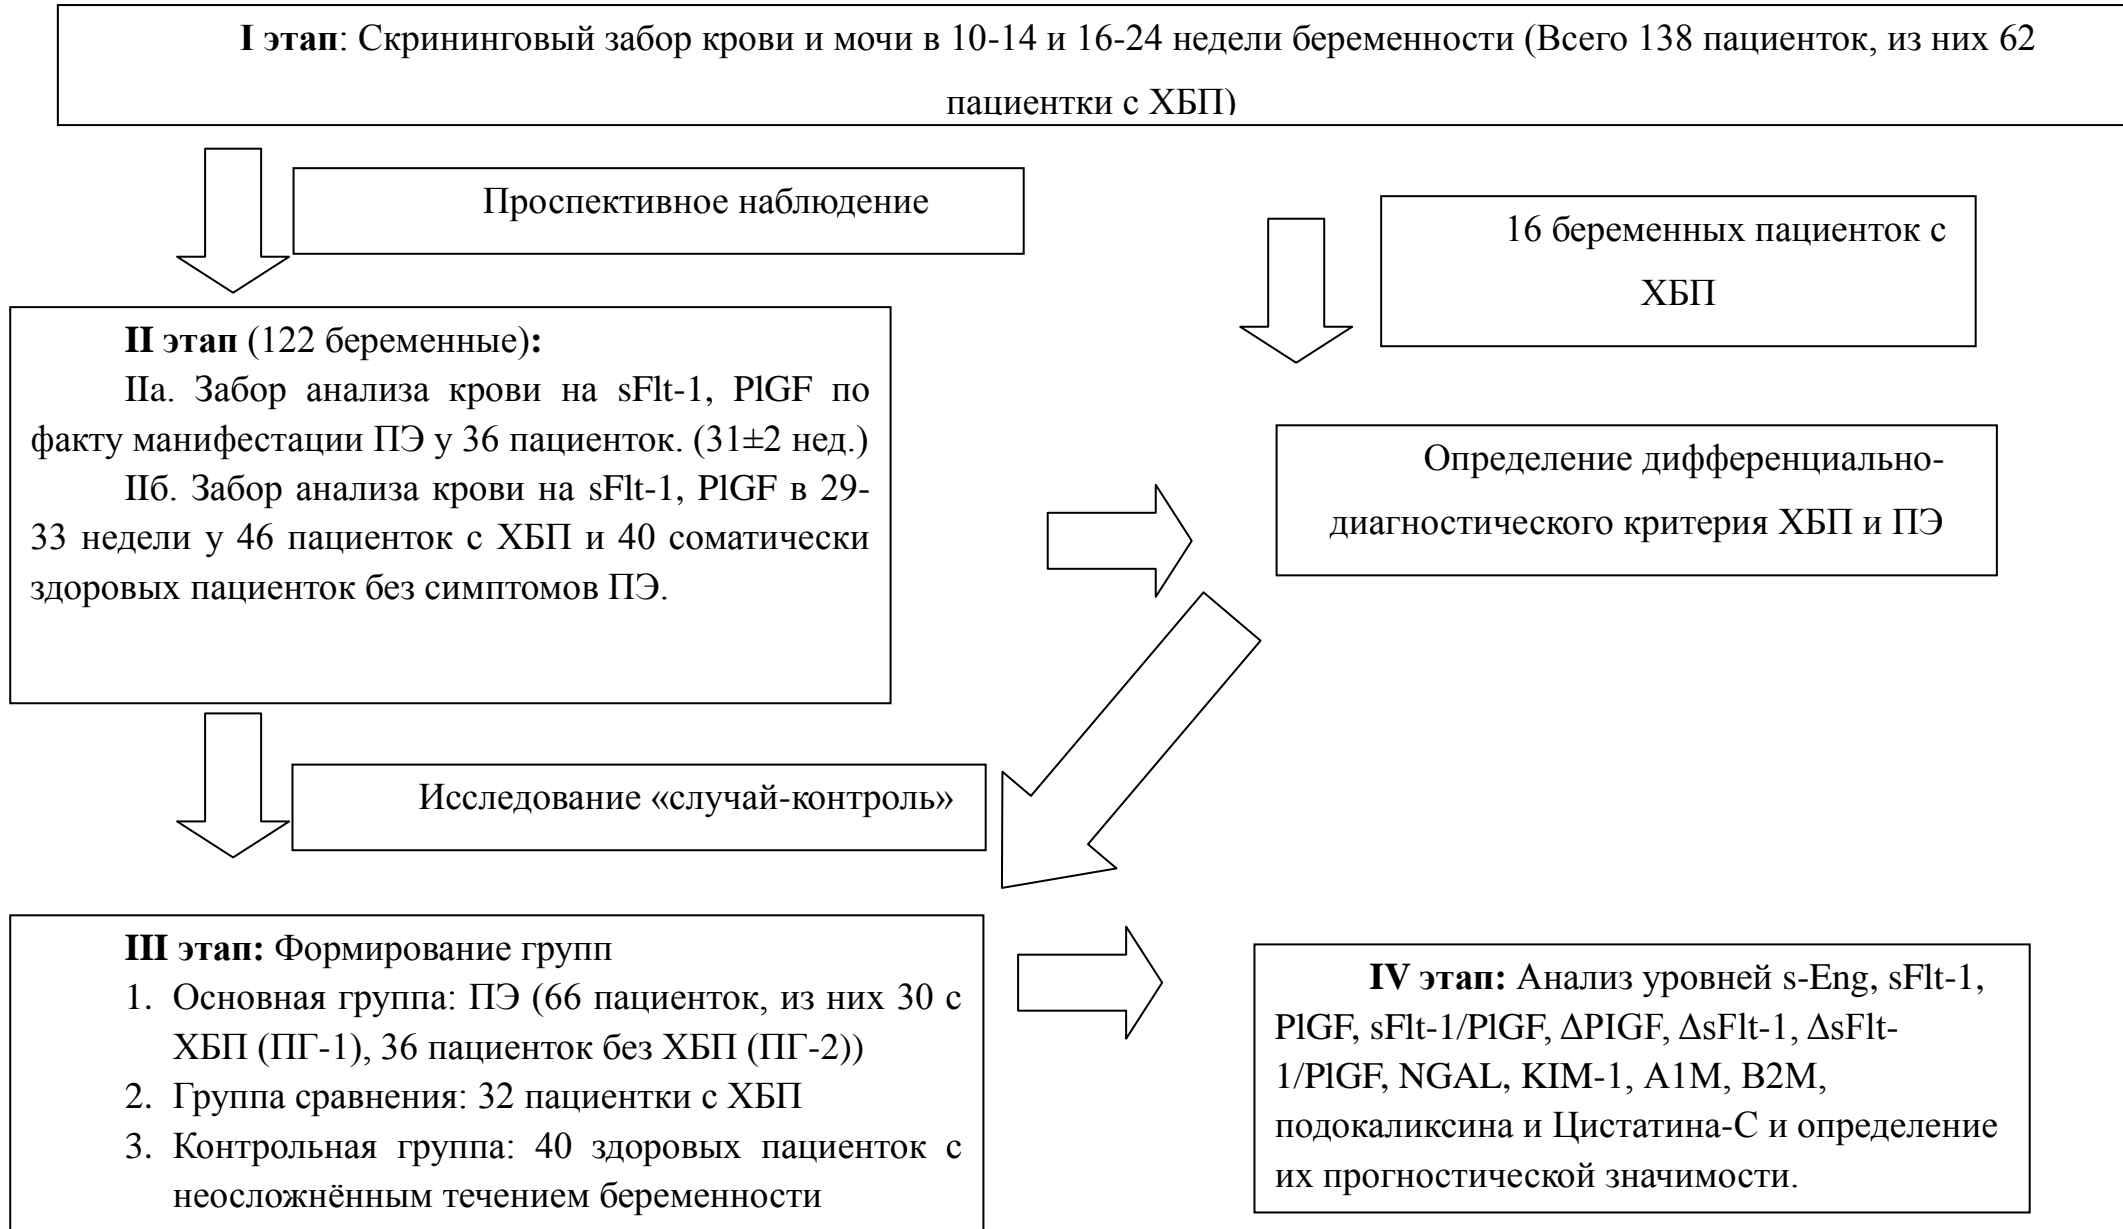 I этап: Скрининговый забор крови и мочи в 10-14 и 16-24 недели беременности (Всего 138 пациенток, из них 62
пациентки с ХБП)
Проспективное наблюдение
16 беременных пациенток с
ХБП
II этап (122 беременные):
IIа. Забор анализа крови на sFlt-1, PlGF по
факту манифестации ПЭ у 36 пациенток. (31±2 нед.)
IIб. Забор анализа крови на sFlt-1, PlGF в 29-
33 недели у 46 пациенток с ХБП и 40 соматически
здоровых пациенток без симптомов ПЭ.
Определение дифференциально-
диагностического критерия ХБП и ПЭ
Исследование «случай-контроль»
III этап: Формирование групп
1. Основная группа: ПЭ (66 пациенток, из них 30 с
ХБП (ПГ-1), 36 пациенток без ХБП (ПГ-2))
2. Группа сравнения: 32 пациентки с ХБП
3. Контрольная группа: 40 здоровых пациенток с
неосложнённым течением беременности
IV этап: Анализ уровней s-Eng, sFlt-1,
PlGF, sFlt-1/PlGF, ΔPIGF, ΔsFlt-1, ΔsFlt-
1/PlGF, NGAL, KIM-1, A1M, B2M,
подокаликсина и Цистатина-С и определение
их прогностической значимости.